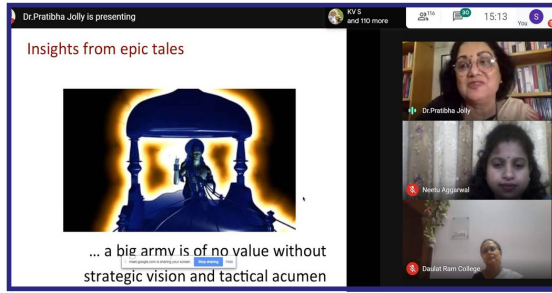 Dr.Pratibha Jolly is presenting
KV S
and 110 more
116
30
15:13
You
S
Insights from epic tales
... a big army is of no value without
meet.google.com is sharing your screen. Stop sharing Hide
strategic vision and tactical acumen
Dr.Pratibha Jolly
Neetu Aggarwal
Daulat Ram College